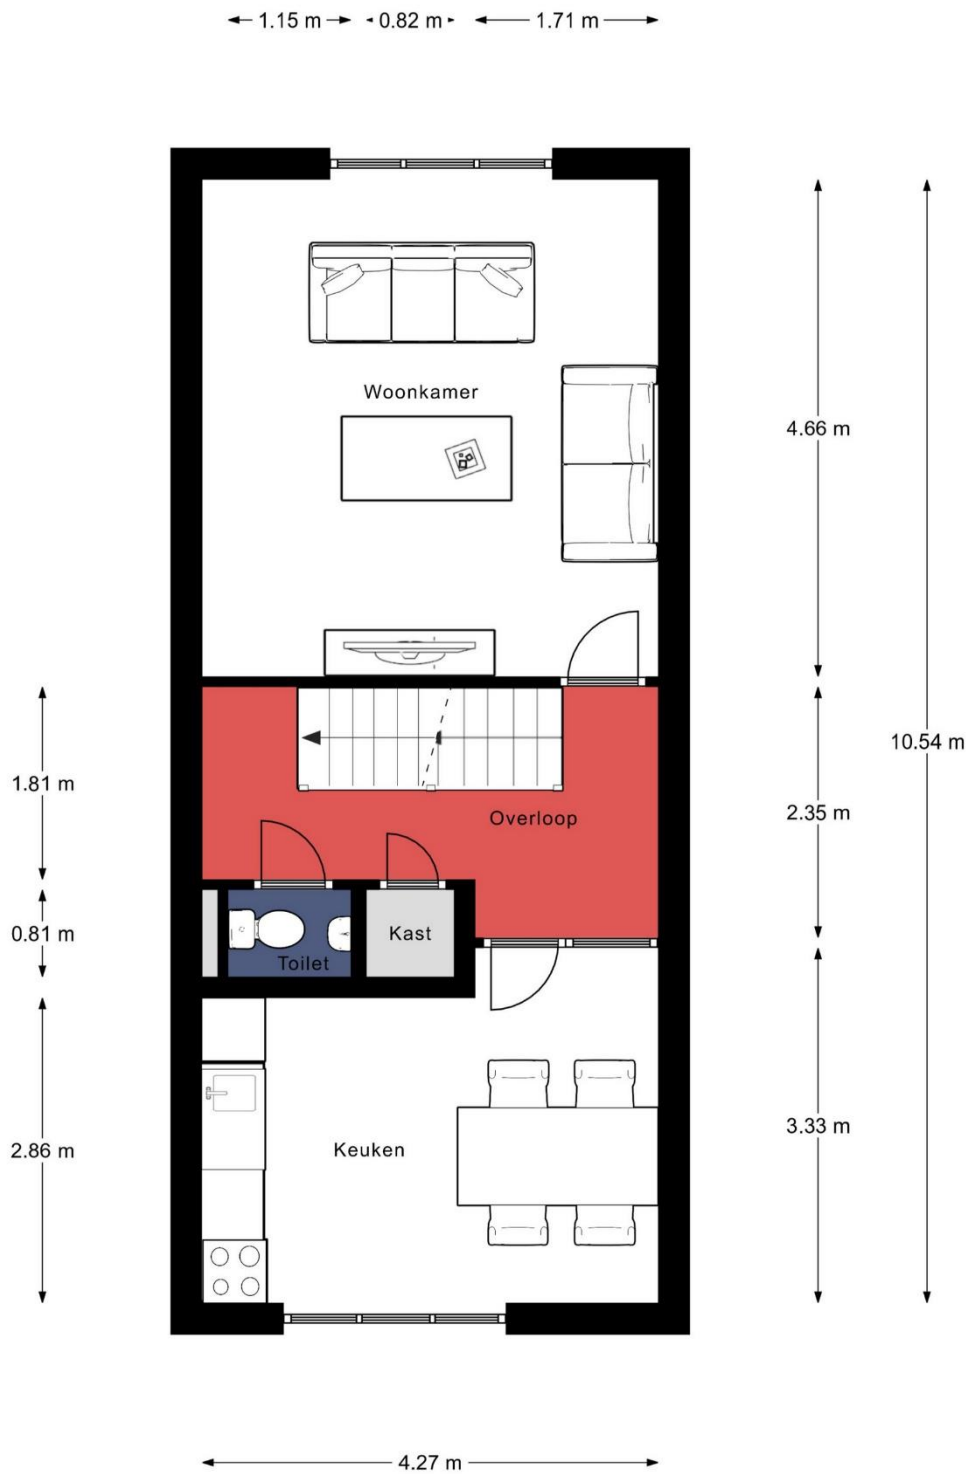 1.15 m
0.82 m
1.71 m
Woonkamer
4.66 m
10.54 m
1.81 m
2.35 m
Overloop
0.81 m
Kast
Toilet
Keuken
3.33 m
2.86 m
4.27 m